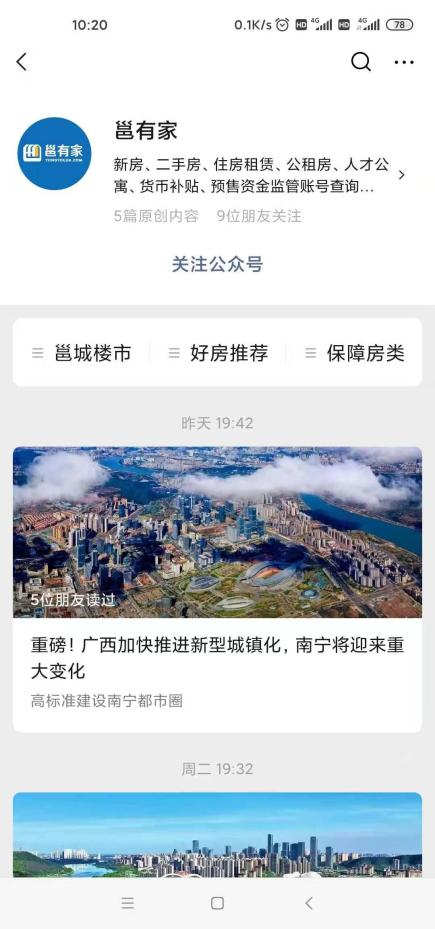 10:20
0.1K/s HD 4G HD 4G 78
邕有家
邕有家
YONGYOUJIA.COM
新房、二手房、住房租赁、公租房、人才公
寓、货币补贴、预售资金监管账号查询...
5篇原创内容 9位朋友关注
关注公众号
邕城楼市 好房推荐 保障房类
昨天 19:42
5位朋友读过
重磅！广西加快推进新型城镇化，南宁将迎来重
大变化
高标准建设南宁都市圈
周二 19:32